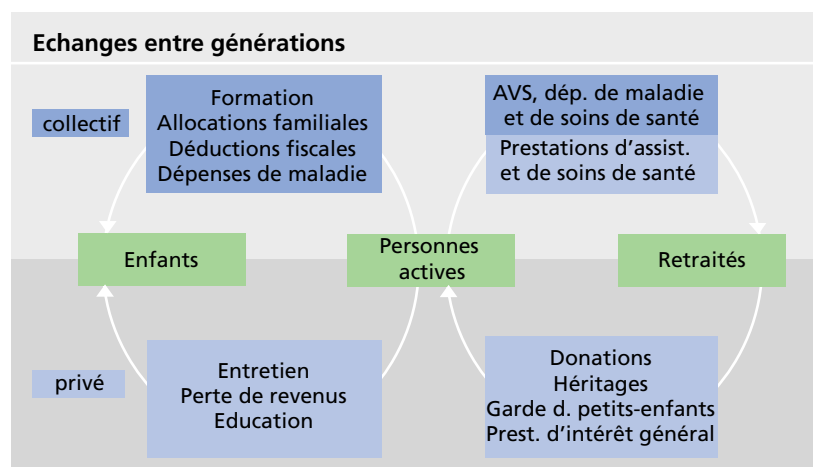 Echanges entre générations
collectif
Formation
Allocations familiales
Déductions fiscales
Dépenses de maladie
AVS, dép. de maladie
et de soins de santé
Prestations d’assist.
et de soins de santé
Enfants
Personnes
actives
Retraités
privé
Entretien
Perte de revenus
Education
Donations
Héritages
Garde d. petits-enfants
Prest. d’intérêt général